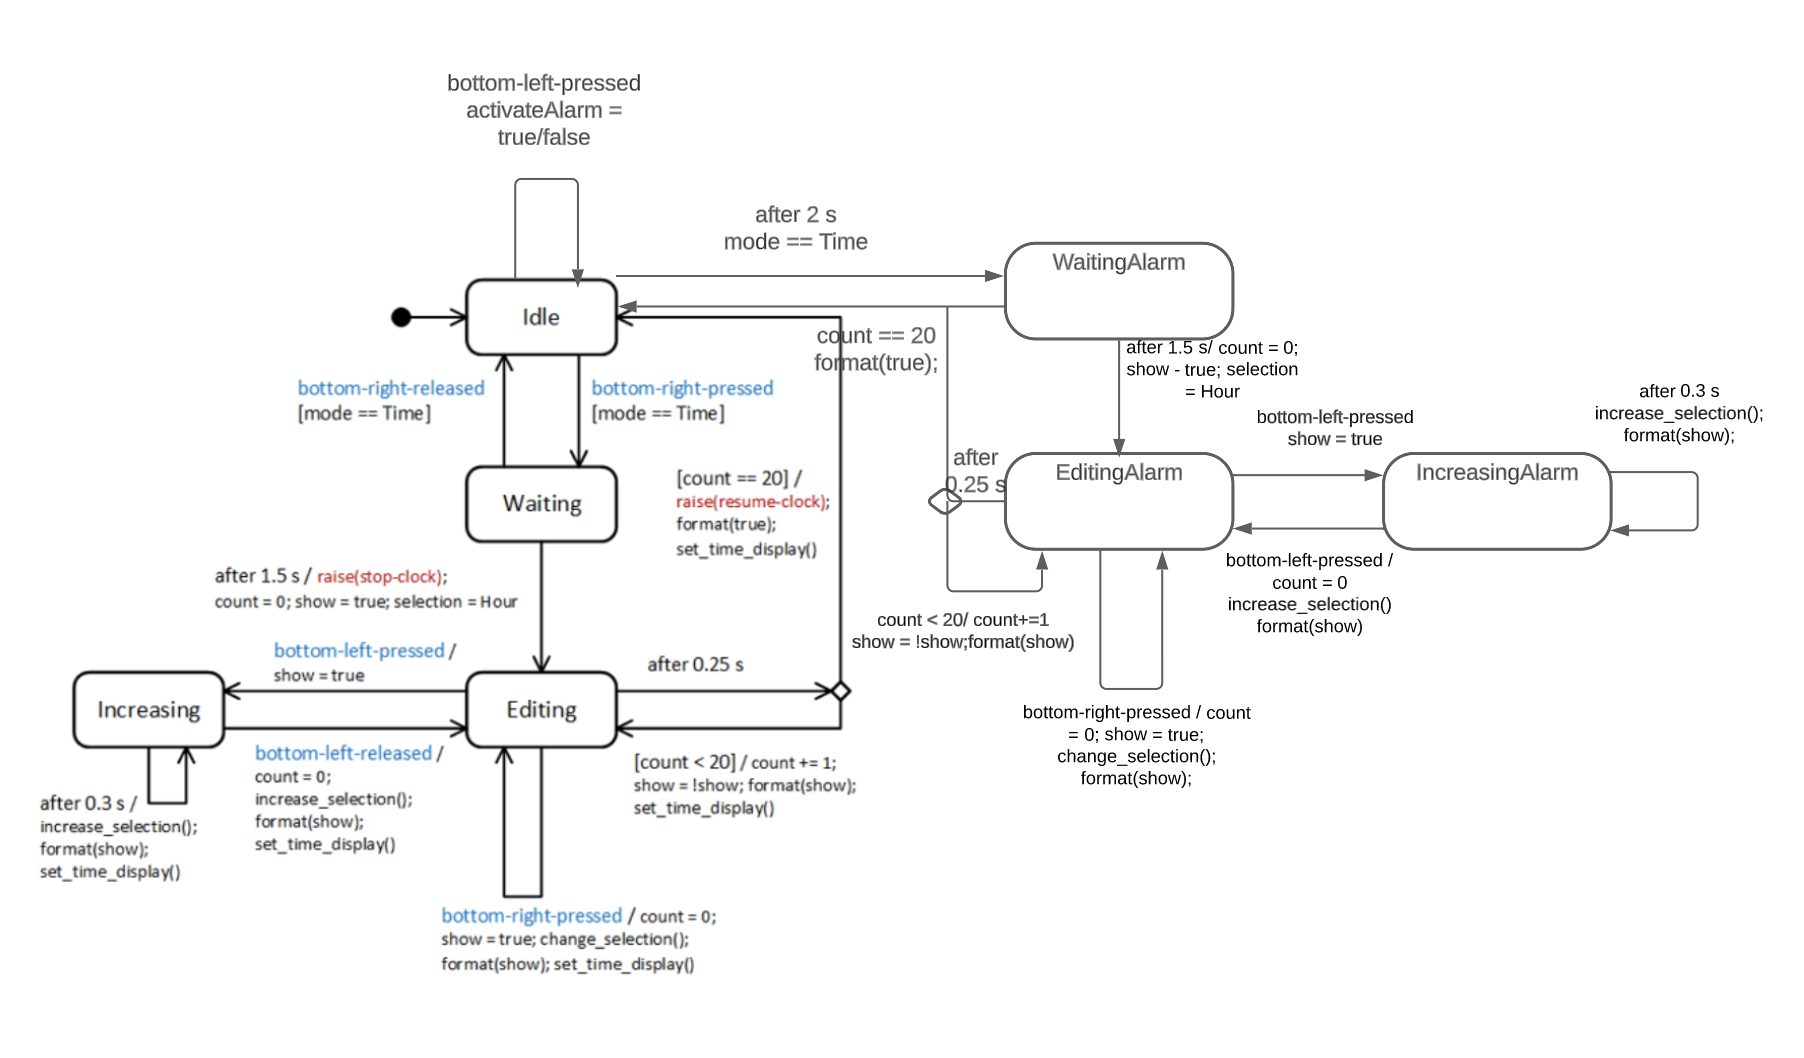 bottom-left-pressed
activateAlarm =
true/false
after 2 s
mode == Time
WaitingAlarm
Idle
count == 20
format(true);
after 1.5 s/ count = 0;
show - true; selection
= Hour
bottom-right-released
[mode == Time]
bottom-right-pressed
[mode == Time]
after 0.3 s
increase_selection();
format(show);
bottom-left-pressed
show = true
after
0.25 s
EditingAlarm
IncreasingAlarm
Waiting
[count == 20] /
raise(resume-clock);
format(true);
set_time_display()
after 1.5 s / raise(stop-clock);
count = 0; show = true; selection = Hour
bottom-left-pressed /
count = 0
increase_selection()
format(show)
count < 20/ count+=1
show = !show;format(show)
bottom-left-pressed /
show = true
after 0.25 s
Increasing
Editing
bottom-right-pressed / count
= 0; show = true;
change_selection();
format(show);
bottom-left-released /
count = 0;
increase_selection();
format(show);
set_time_display()
[count < 20] / count += 1;
show = !show; format(show);
set_time_display()
after 0.3 s /
increase_selection();
format(show);
set_time_display()
bottom-right-pressed / count = 0;
show = true; change_selection();
format(show); set_time_display()